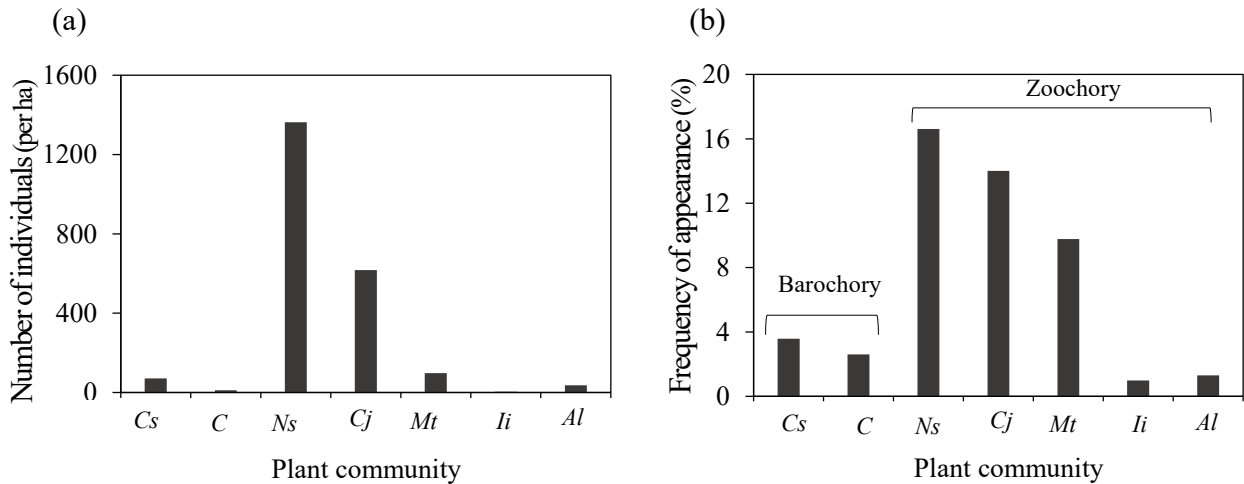 (a)
Number of individuals (per ha)
1600
1200
800
400
0
Cs C Ns Cj Mt Ii Al
Plant community
(b)
Frequency of appearance (%)
20
16
12
8
4
0
Zoochory
Barochory
Cs C Ns Cj Mt Ii Al
Plant community